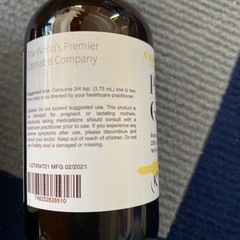 The World's Premier
Cannabis Company
Suggested Use: Consume 3/4 tsp. (3.75 mL) one to two
times daily or as directed by your healthcare practitioner.
Caution: Do not exceed suggested use. This product is
not intended for pregnant or lactating mothers.
Individuals taking medications should consult with a
healthcare practitioner prior to use. If you experience any
adverse symptoms after use, please discontinue and
consult your doctor. Keep out of reach of children. Do not
use if safety seal is damaged or missing.
MFG 02/2021